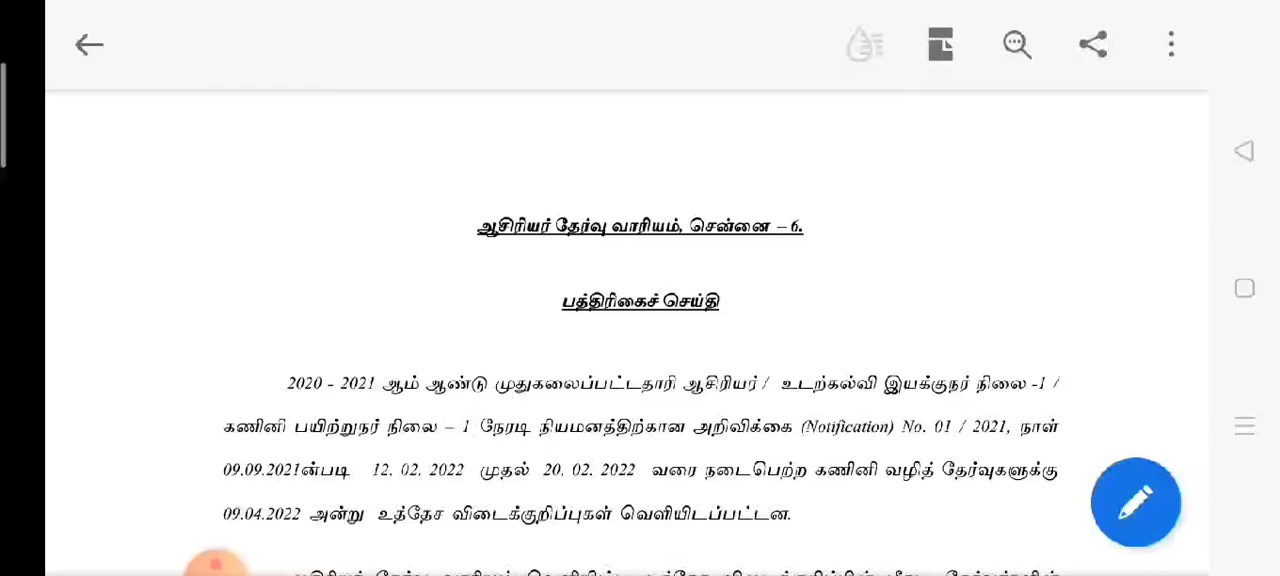 ஆசிரியர் தேர்வு வாரியம், சென்னை – 6.
பத்திரிகைச் செய்தி
2020 - 2021 ஆம் ஆண்டு முதுகலைப்பட்டதாரி ஆசிரியர் / உடற்கல்வி இயக்குநர் நிலை -1 /
கணினி பயிற்றுநர் நிலை – 1 நேரடி நியமனத்திற்கான அறிவிக்கை (Notification) No. 01 / 2021, நாள்
09.09.2021ன்படி 12. 02. 2022 முதல் 20. 02. 2022 வரை நடைபெற்ற கணினி வழித் தேர்வுகளுக்கு
09.04.2022 அன்று உத்தேச விடைக்குறிப்புகள் வெளியிடப்பட்டன.